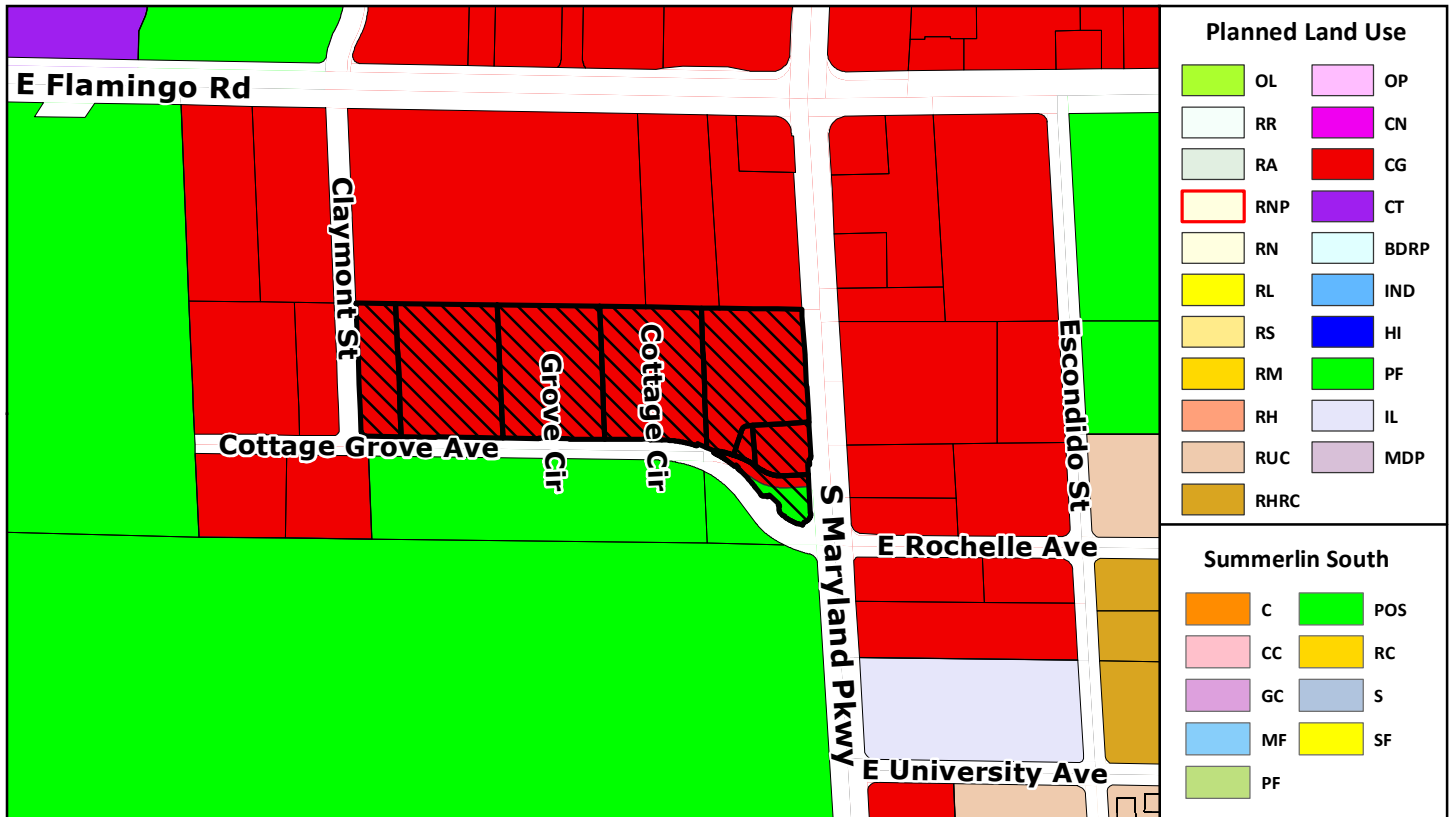 E Flamingo Rd
Claymont St
Cottage Grove Ave
Grove Cir
Cottage Cir
S Maryland Pkwy
Escondido St
E Rochelle Ave
E University Ave
Planned Land Use
OL
OP
RR
CN
RA
CG
RNP
CT
RN
BDRP
RL
IND
RS
HI
RM
PF
RH
IL
RUC
MDP
RHRC
Summerlin South
C
POS
CC
RC
GC
S
MF
SF
PF